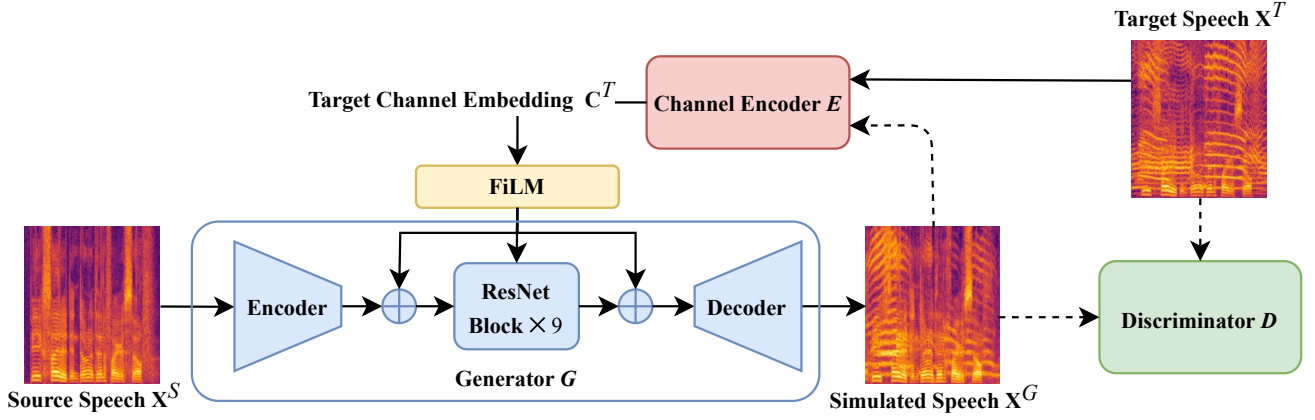 Target Speech X^T
Channel Encoder E
Target Channel Embedding C^T
FiLM
Encoder
ResNet
Block × 9
Decoder
Discriminator D
Generator G
Source Speech X^S
Simulated Speech X^G